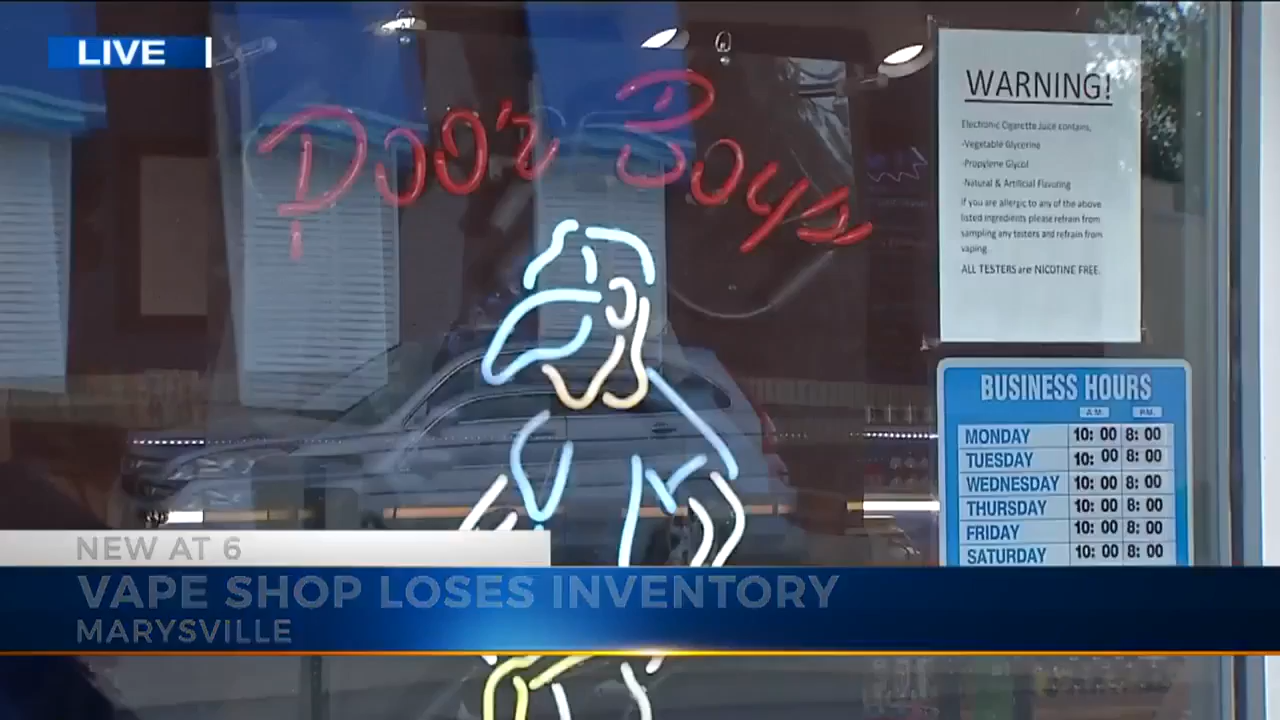 LIVE
Poo'r Boys
WARNING!
Electronic Cigarette Juice contains,
-Vegetable Glycerine
-Propylene Glycol
-Natural & Artificial Flavoring
If you are allergic to any of the above
listed ingredients please refrain from
sampling any testers and refrain from
vaping.
ALL TESTERS are NICOTINE FREE.
BUSINESS HOURS
A.M. P.M.
MONDAY 10:00 8:00
TUESDAY 10:00 8:00
WEDNESDAY 10:00 8:00
THURSDAY 10:00 8:00
FRIDAY 10:00 8:00
SATURDAY 10:00 8:00
NEW AT 6
VAPE SHOP LOSES INVENTORY
MARYSVILLE